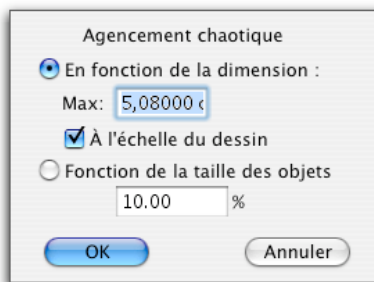 Agencement chaotique
En fonction de la dimension :
Max: 5,08000 c
À l'échelle du dessin
Fonction de la taille des objets
10.00 %
OK Annuler